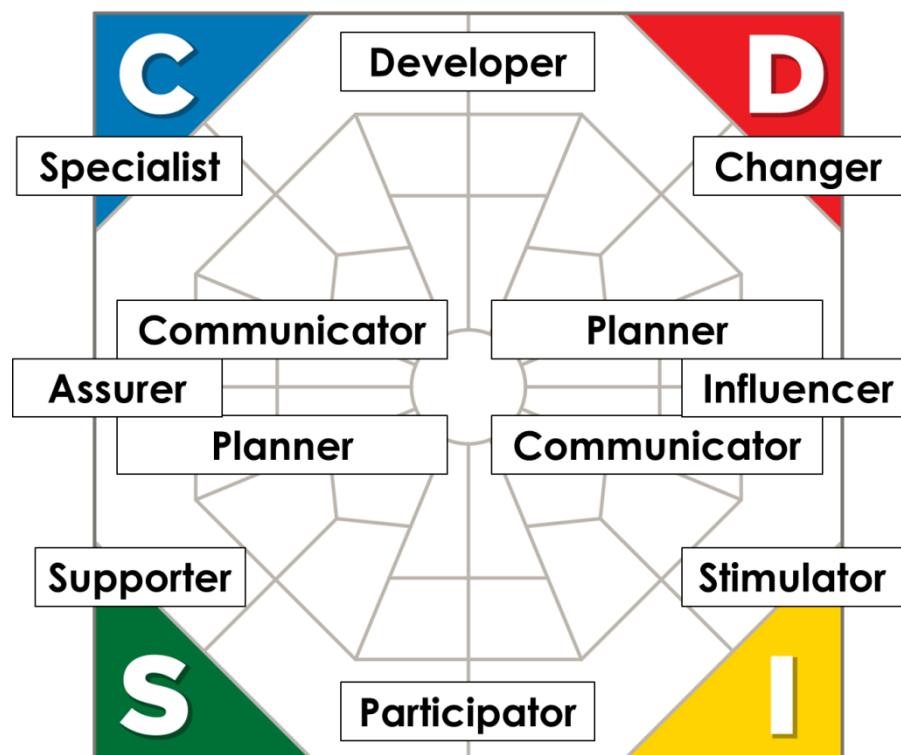 C
Developer
D
Specialist
Changer
Communicator
Planner
Assurer
Influencer
Planner
Communicator
Supporter
Stimulator
S
Participator
I